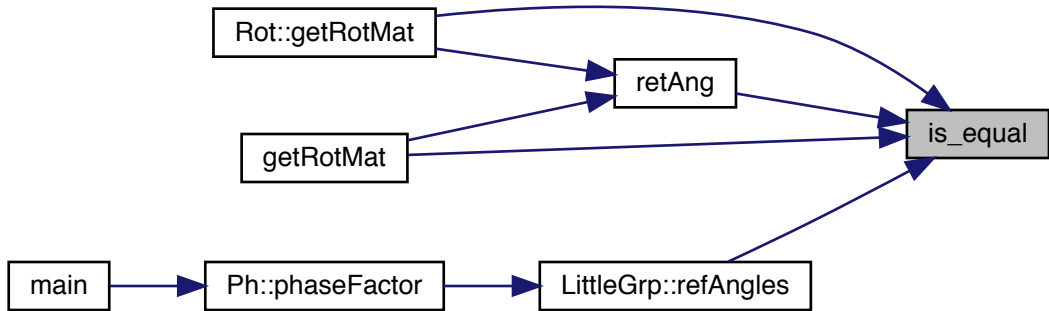 Rot::getRotMat
retAng
is_equal
getRotMat
main
Ph::phaseFactor
LittleGrp::refAngles